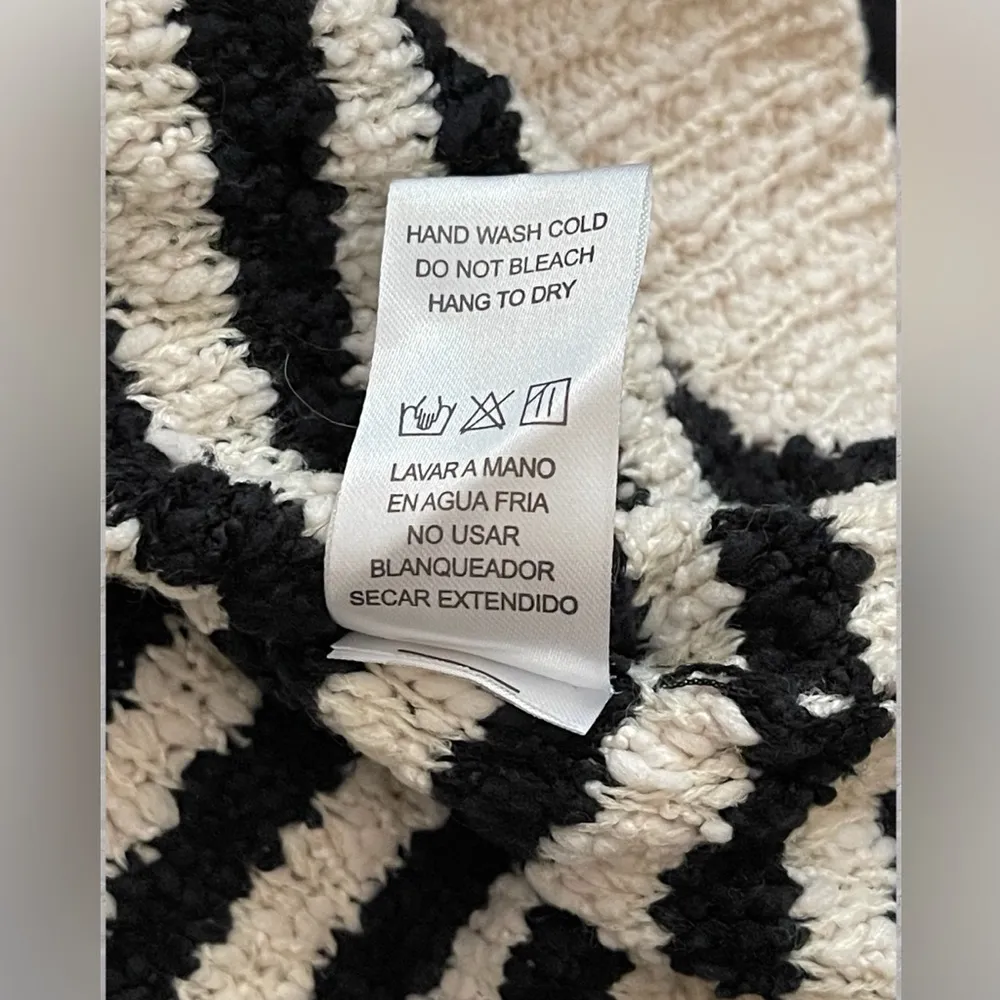 HAND WASH COLD
DO NOT BLEACH
HANG TO DRY
LAVAR A MANO
EN AGUA FRIA
NO USAR
BLANQUEADOR
SECAR EXTENDIDO